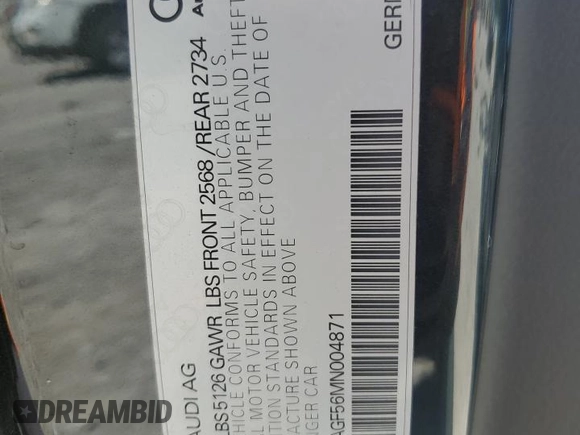 AUDI AG
LBS 5126 GAWR LBS FRONT 2568 /REAR 2734
HICLE CONFORMS TO ALL APPLICABLE U.S.
L MOTOR VEHICLE SAFETY, BUMPER AND THEFT
TION STANDARDS IN EFFECT ON THE DATE OF
ACTURE SHOWN ABOVE
AGF56MN004871
NGER CAR
GER
DREAMBID